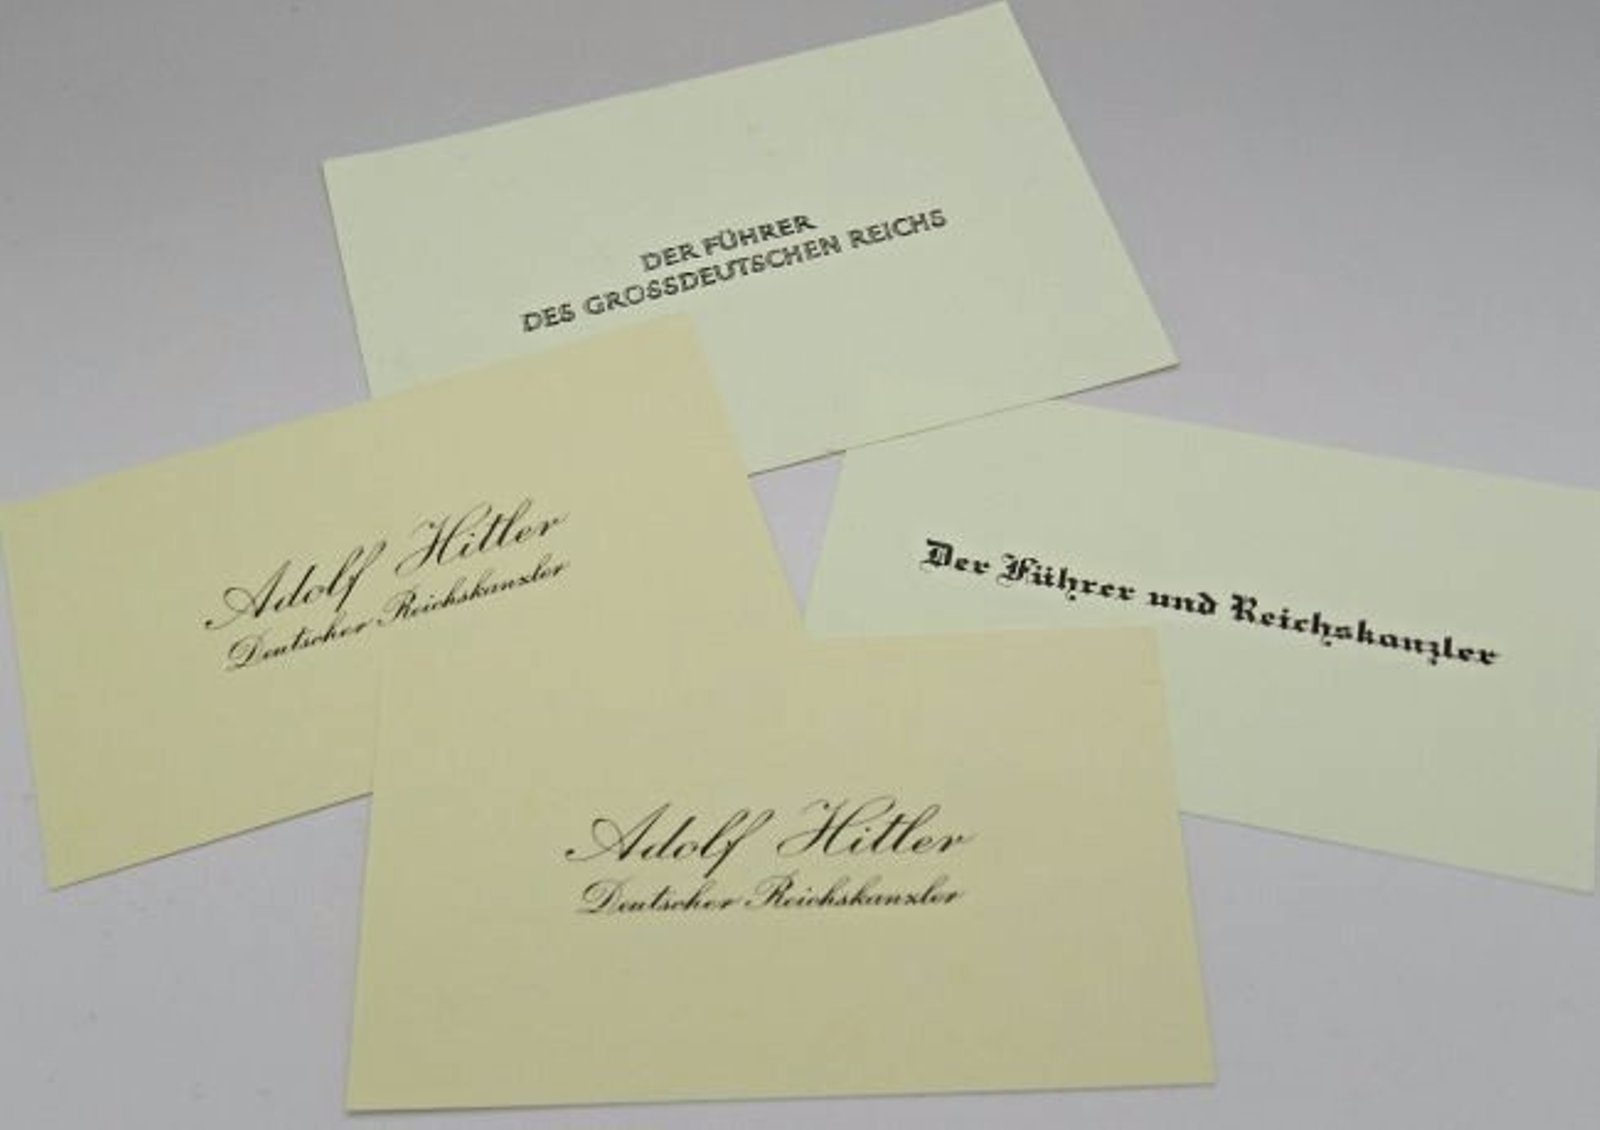 DER FÜHRER
DES GROSSDEUTSCHEN REICHS
Adolf Hitler
Deutscher Reichskanzler
Der Führer und Reichskanzler
Adolf Hitler
Deutscher Reichskanzler